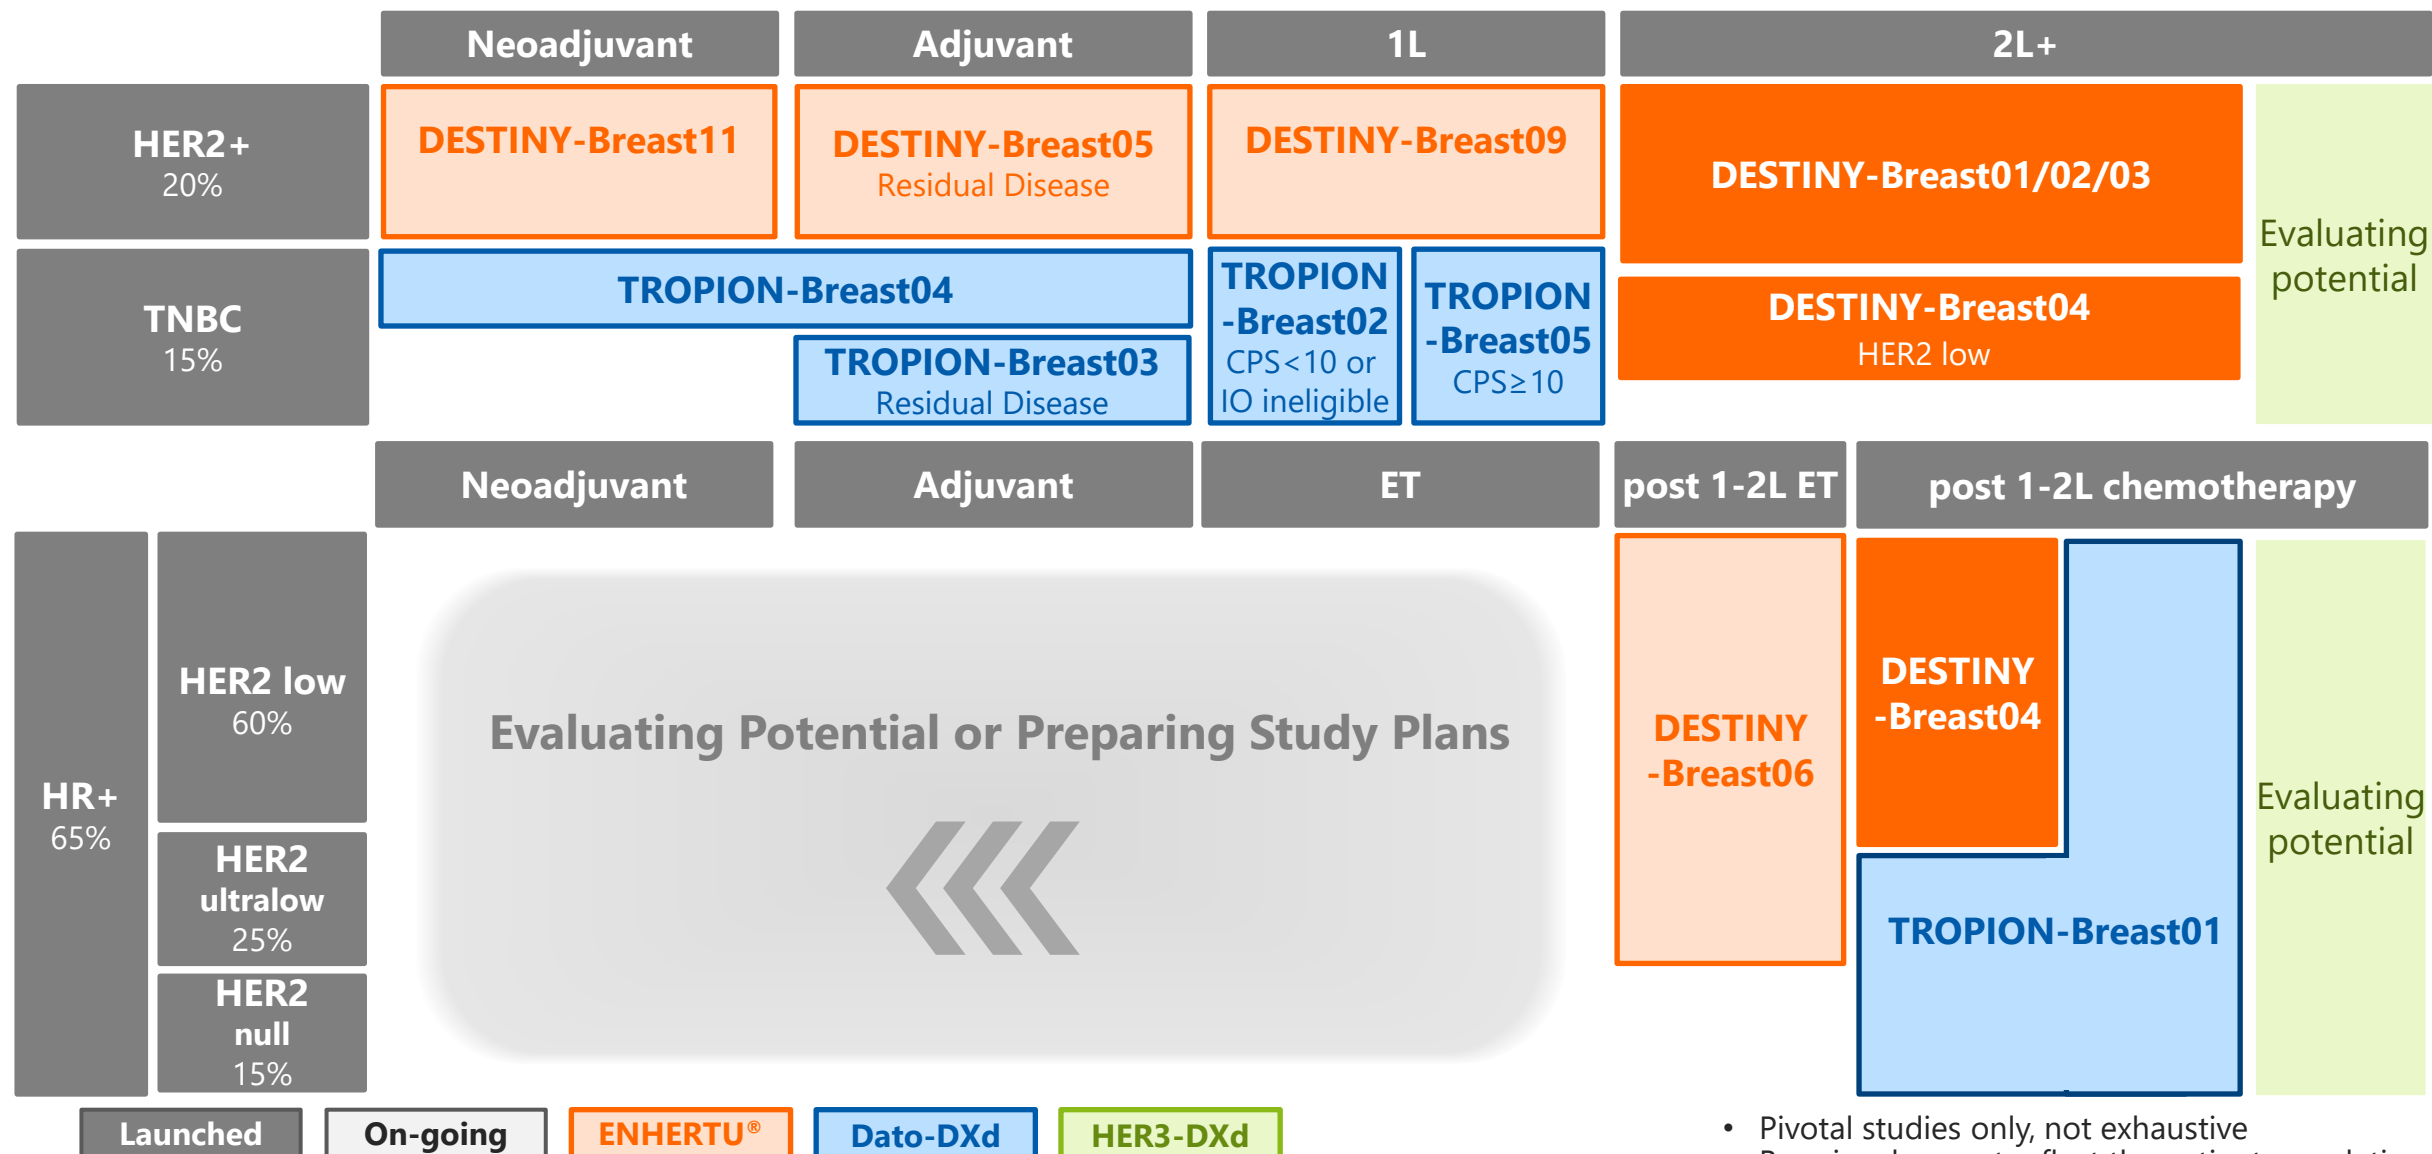 Neoadjuvant
Adjuvant
1L
2L+
HER2+
20%
DESTINY-Breast11
DESTINY-Breast05
Residual Disease
DESTINY-Breast09
DESTINY-Breast01/02/03
Evaluating
potential
TNBC
15%
TROPION-Breast04
TROPION-Breast03
Residual Disease
TROPION
-Breast02
CPS<10 or
IO ineligible
TROPION
-Breast05
CPS≥10
DESTINY-Breast04
HER2 low
Neoadjuvant
Adjuvant
ET
post 1-2L ET
post 1-2L chemotherapy
HR+
65%
HER2 low
60%
HER2
ultralow
25%
HER2
null
15%
Evaluating Potential or Preparing Study Plans
DESTINY
-Breast06
DESTINY
-Breast04
TROPION-Breast01
Evaluating
potential
Launched
On-going
ENHERTU®
Dato-DXd
HER3-DXd
• Pivotal studies only, not exhaustive